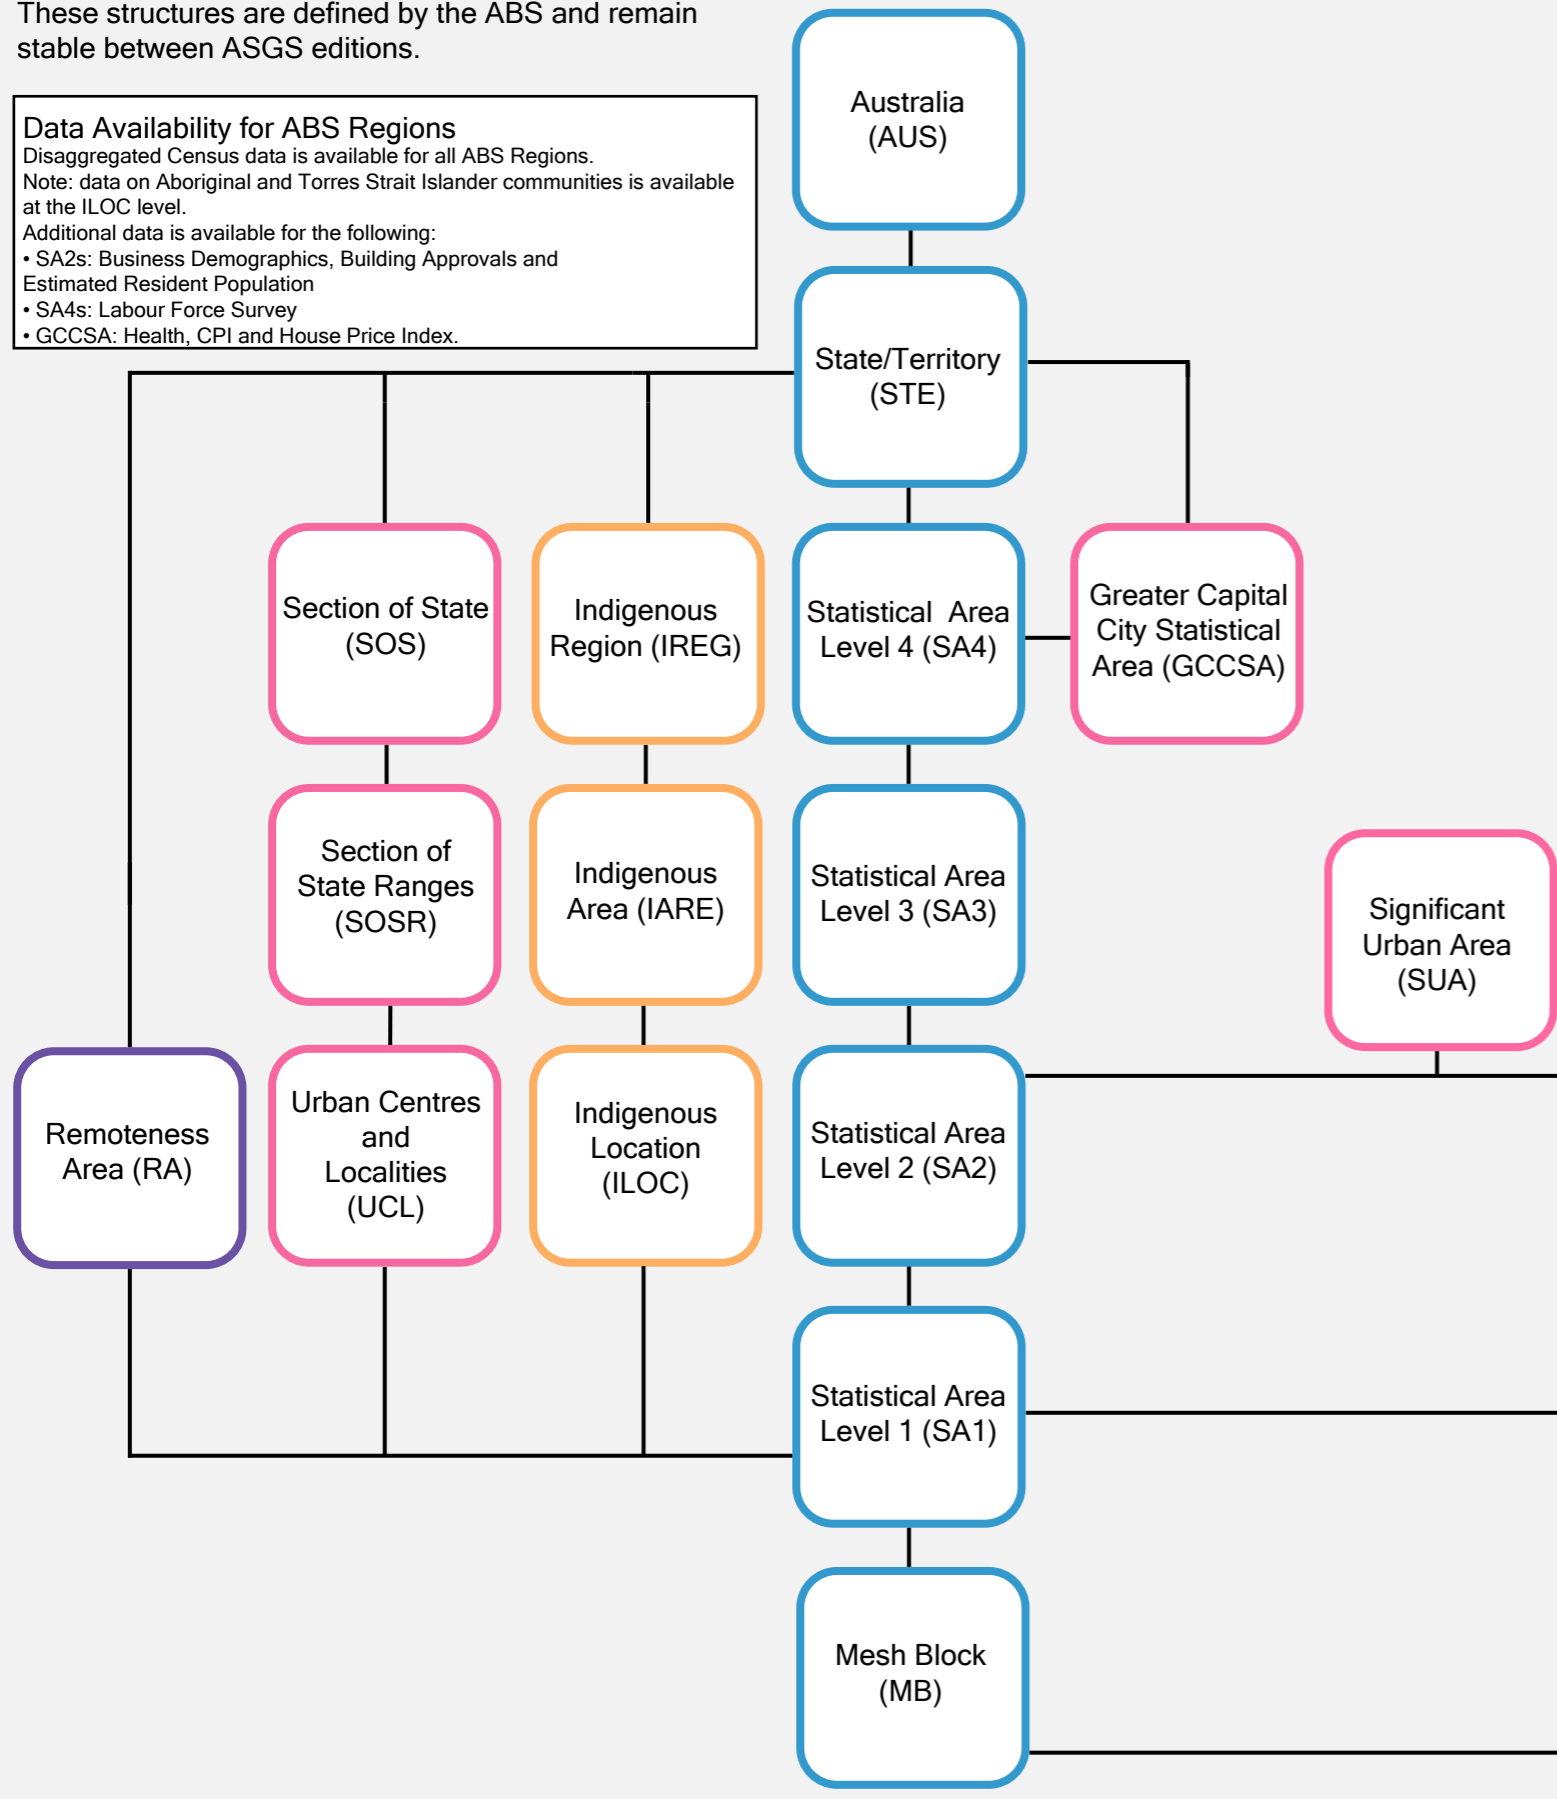 These structures are defined by the ABS and remain
stable between ASGS editions.
Data Availability for ABS Regions
Disaggregated Census data is available for all ABS Regions.
Note: data on Aboriginal and Torres Strait Islander communities is available
at the ILOC level.
Additional data is available for the following:
• SA2s: Business Demographics, Building Approvals and
Estimated Resident Population
• SA4s: Labour Force Survey
• GCCSA: Health, CPI and House Price Index.
Australia
(AUS)
State/Territory
(STE)
Section of State
(SOS)
Indigenous
Region (IREG)
Statistical Area
Level 4 (SA4)
Greater Capital
City Statistical
Area (GCCSA)
Section of
State Ranges
(SOSR)
Indigenous
Area (IARE)
Statistical Area
Level 3 (SA3)
Significant
Urban Area
(SUA)
Remoteness
Area (RA)
Urban Centres
and
Localities
(UCL)
Indigenous
Location
(ILOC)
Statistical Area
Level 2 (SA2)
Statistical Area
Level 1 (SA1)
Mesh Block
(MB)